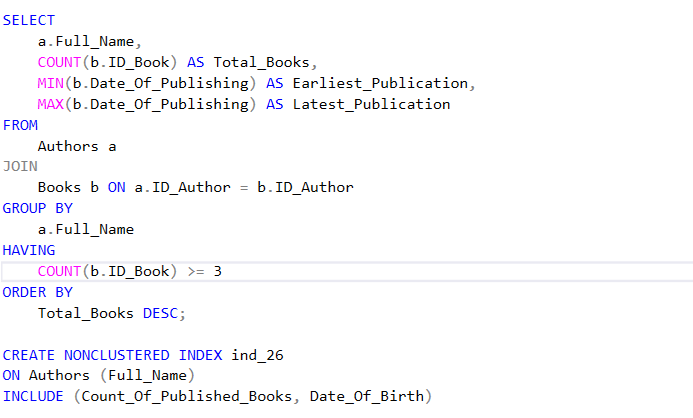 SELECT
    a.Full_Name,
    COUNT(b.ID_Book) AS Total_Books,
    MIN(b.Date_Of_Publishing) AS Earliest_Publication,
    MAX(b.Date_Of_Publishing) AS Latest_Publication
FROM
    Authors a
JOIN
    Books b ON a.ID_Author = b.ID_Author
GROUP BY
    a.Full_Name
HAVING
    COUNT(b.ID_Book) >= 3
ORDER BY
    Total_Books DESC;

CREATE NONCLUSTERED INDEX ind_26
ON Authors (Full_Name)
INCLUDE (Count_Of_Published_Books, Date_Of_Birth)